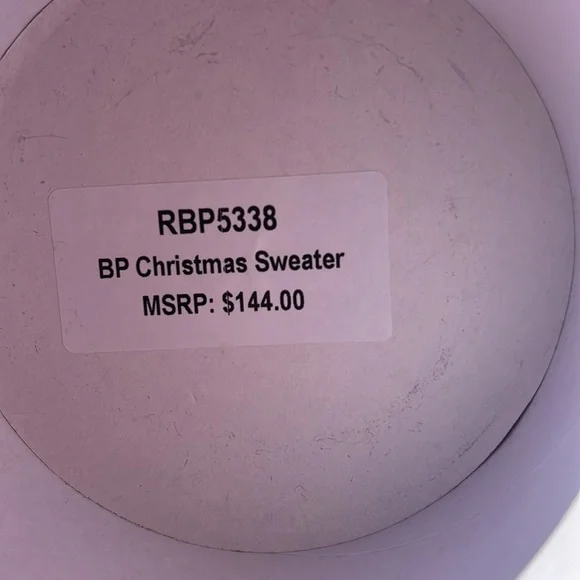 RBP5338
BP Christmas Sweater
MSRP: $144.00